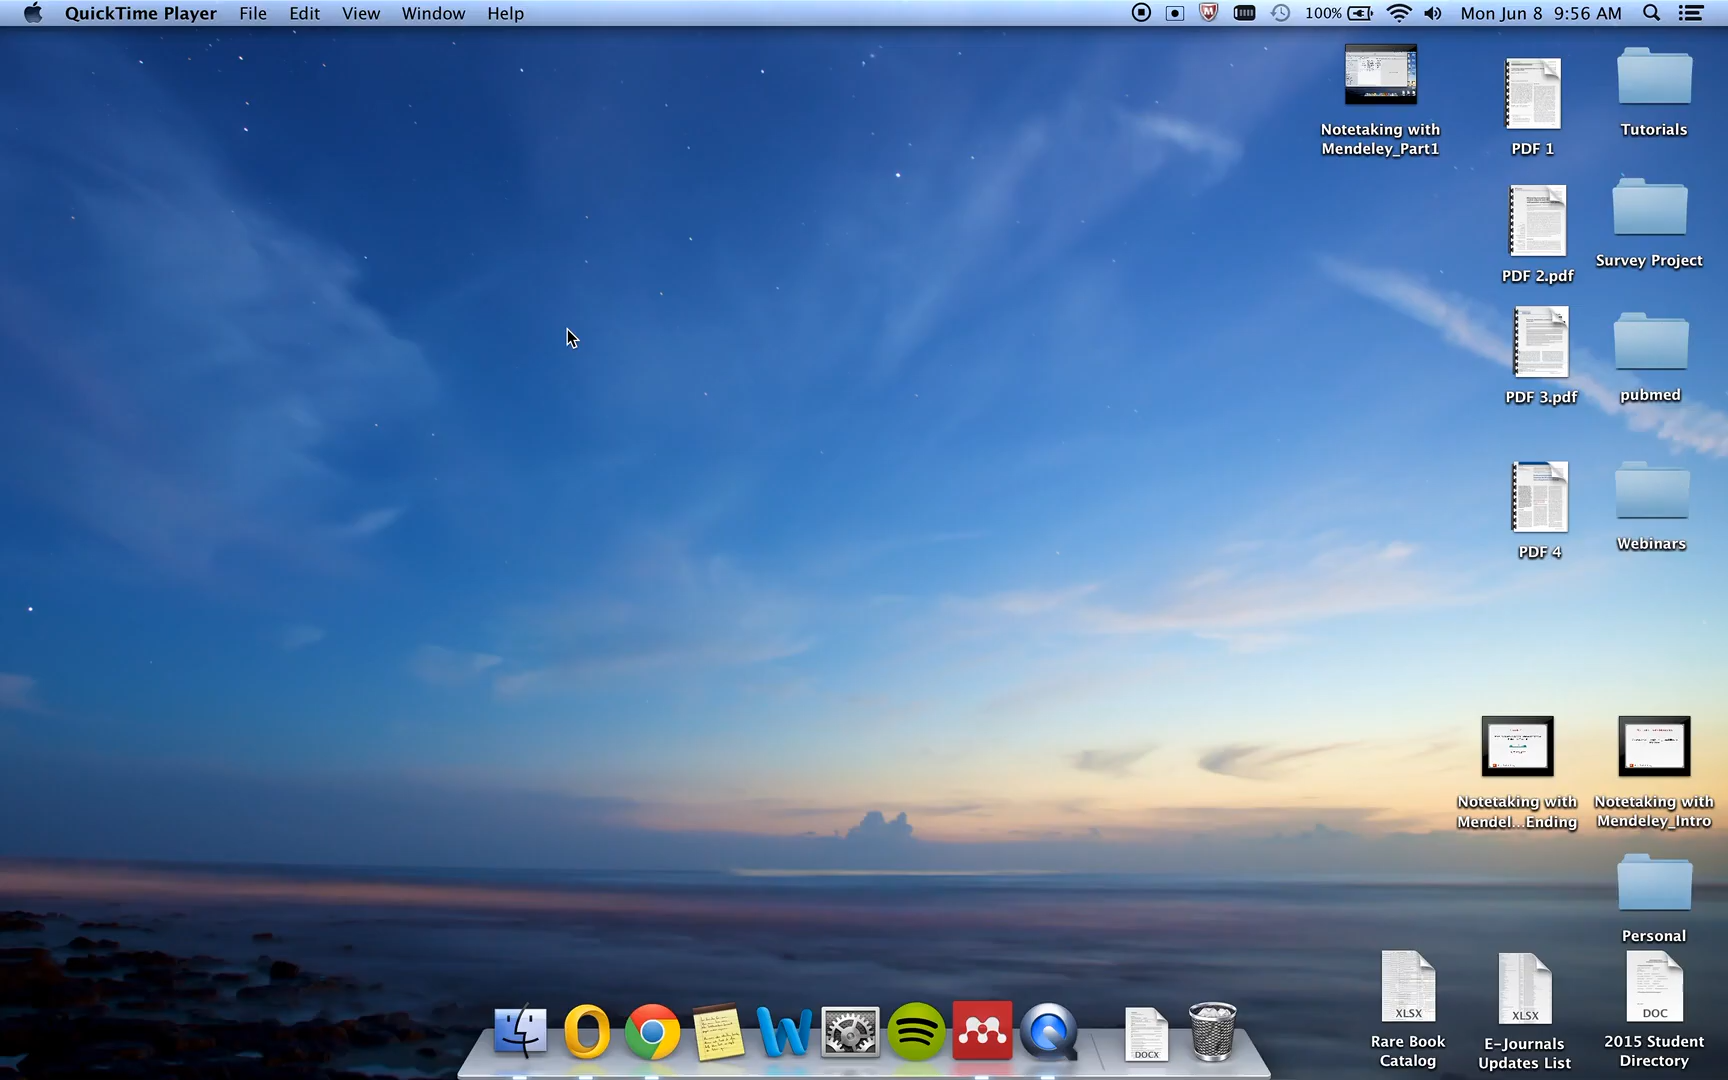 QuickTime Player File Edit View Window Help 100% Mon Jun 8 9:56 AM
Notetaking with
Mendeley_Part1
PDF 1
Tutorials
PDF 2.pdf
Survey Project
PDF 3.pdf
pubmed
PDF 4
Webinars
Notetaking with
Mendel...Ending
Notetaking with
Mendeley_Intro
Personal
XLSX
Rare Book
Catalog
XLSX
E-Journals
Updates List
DOC
2015 Student
Directory
DOCX